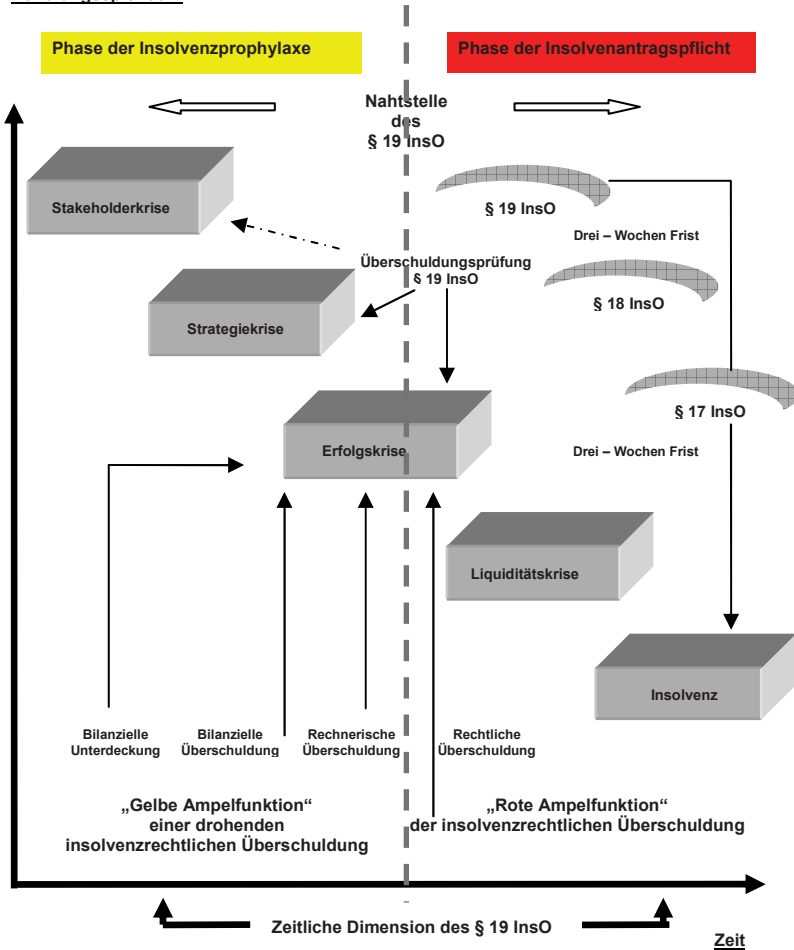 Phase der Insolvenzprophylaxe
Phase der Insolvenantragspflicht
Nahtstelle
des
§ 19 InsO
Stakeholderkrise
§ 19 InsO
Drei – Wochen Frist
Überschuldungsprüfung
§ 19 InsO
§ 18 InsO
Strategiekrise
§ 17 InsO
Erfolgskrise
Drei – Wochen Frist
Liquiditätskrise
Insolvenz
Bilanzielle
Unterdeckung
Bilanzielle
Überschuldung
Rechnerische
Überschuldung
Rechtliche
Überschuldung
„Gelbe Ampelfunktion“
einer drohenden
insolvenzrechtlichen Überschuldung
„Rote Ampelfunktion“
der insolvenzrechtlichen Überschuldung
Zeitliche Dimension des § 19 InsO
Zeit